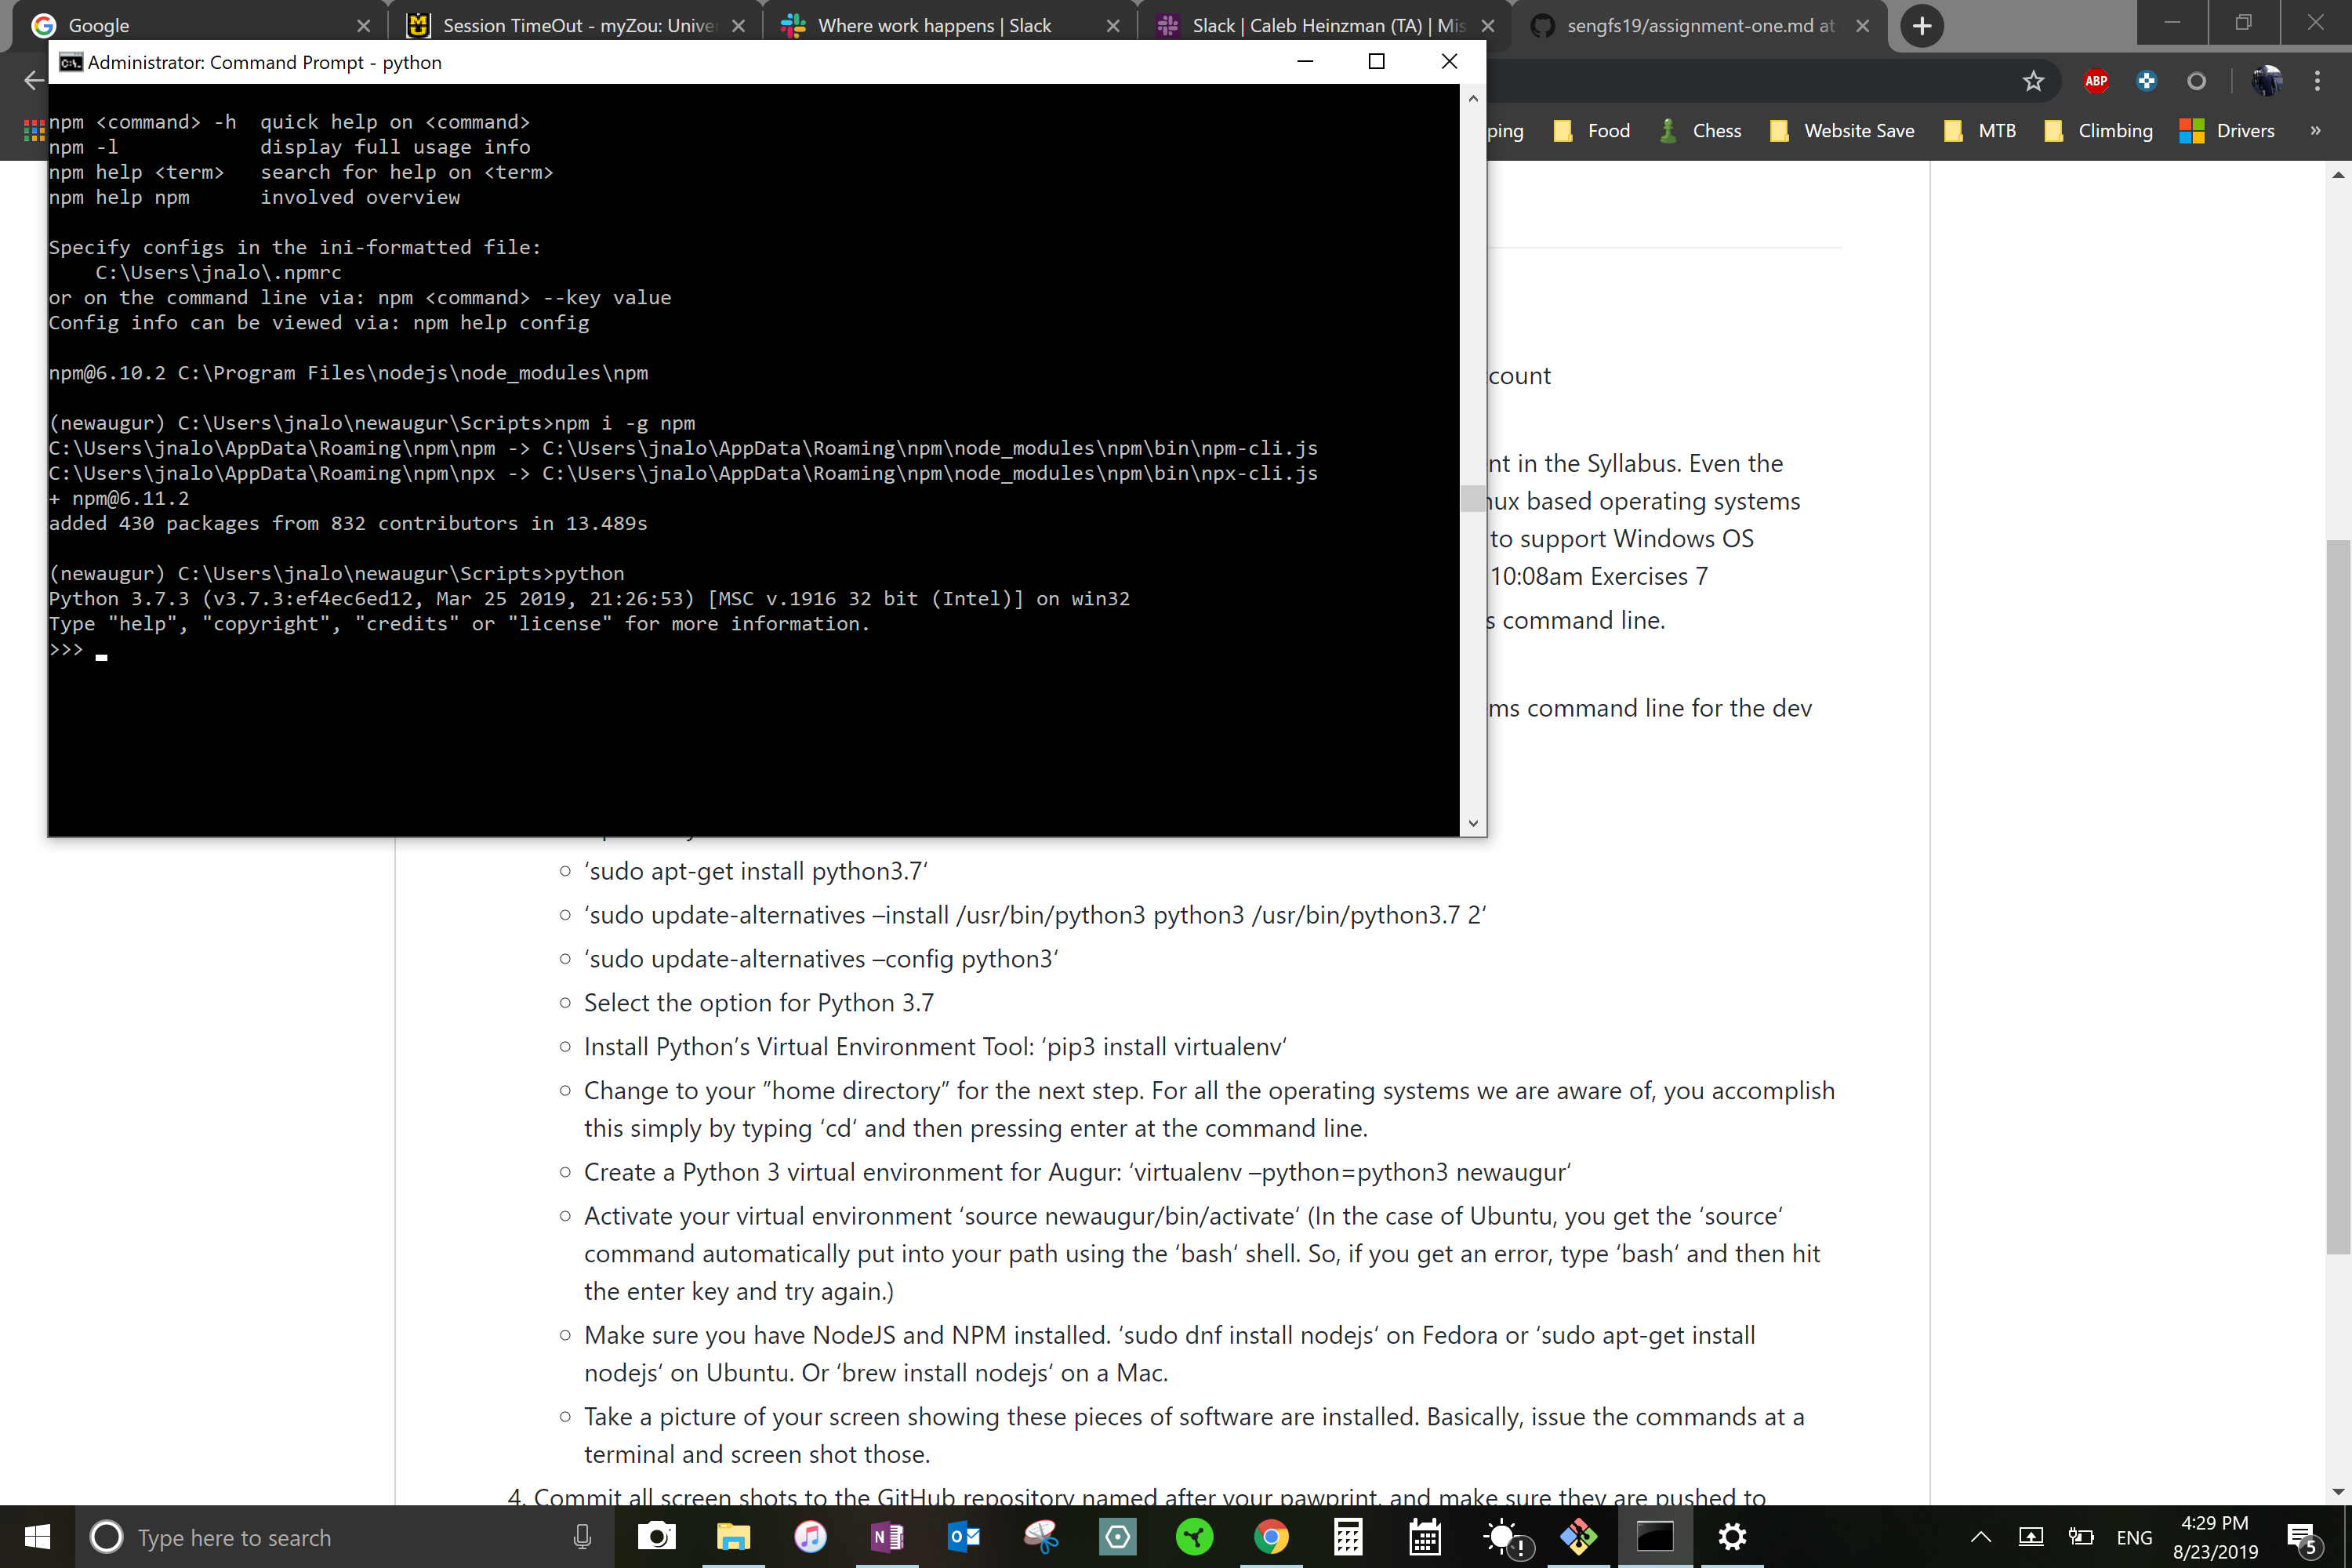 Google
Session TimeOut - myZou: Unive
Where work happens | Slack
Slack | Caleb Heinzman (TA) | Mis
sengfs19/assignment-one.md at
Administrator: Command Prompt - python
ABP
ping
Food
Chess
Website Save
MTB
Climbing
Drivers
»
npm <command> -h  quick help on <command>
npm -l            display full usage info
npm help <term>   search for help on <term>
npm help npm      involved overview
Specify configs in the ini-formatted file:
    C:\Users\jnalo\.npmrc
or on the command line via: npm <command> --key value
Config info can be viewed via: npm help config
npm@6.10.2 C:\Program Files\nodejs\node_modules\npm
(newaugur) C:\Users\jnalo\newaugur\Scripts>npm i -g npm
C:\Users\jnalo\AppData\Roaming\npm\npm -> C:\Users\jnalo\AppData\Roaming\npm\node_modules\npm\bin\npm-cli.js
C:\Users\jnalo\AppData\Roaming\npm\npx -> C:\Users\jnalo\AppData\Roaming\npm\node_modules\npm\bin\npx-cli.js
+ npm@6.11.2
added 430 packages from 832 contributors in 13.489s
(newaugur) C:\Users\jnalo\newaugur\Scripts>python
Python 3.7.3 (v3.7.3:ef4ec6ed12, Mar 25 2019, 21:26:53) [MSC v.1916 32 bit (Intel)] on win32
Type "help", "copyright", "credits" or "license" for more information.
>>>
count
nt in the Syllabus. Even the
ux based operating systems
to support Windows OS
10:08am Exercises 7
s command line.
ms command line for the dev
‘sudo apt-get install python3.7‘
‘sudo update-alternatives –install /usr/bin/python3 python3 /usr/bin/python3.7 2‘
‘sudo update-alternatives –config python3‘
Select the option for Python 3.7
Install Python’s Virtual Environment Tool: ‘pip3 install virtualenv‘
Change to your ”home directory” for the next step. For all the operating systems we are aware of, you accomplish
this simply by typing ‘cd‘ and then pressing enter at the command line.
Create a Python 3 virtual environment for Augur: ‘virtualenv –python=python3 newaugur‘
Activate your virtual environment ‘source newaugur/bin/activate‘ (In the case of Ubuntu, you get the ‘source‘
command automatically put into your path using the ‘bash‘ shell. So, if you get an error, type ‘bash‘ and then hit
the enter key and try again.)
Make sure you have NodeJS and NPM installed. ‘sudo dnf install nodejs‘ on Fedora or ‘sudo apt-get install
nodejs‘ on Ubuntu. Or ‘brew install nodejs‘ on a Mac.
Take a picture of your screen showing these pieces of software are installed. Basically, issue the commands at a
terminal and screen shot those.
4. Commit all screen shots to the GitHub repository named after your pawprint, and make sure they are pushed to
Type here to search
ENG
4:29 PM
8/23/2019
5